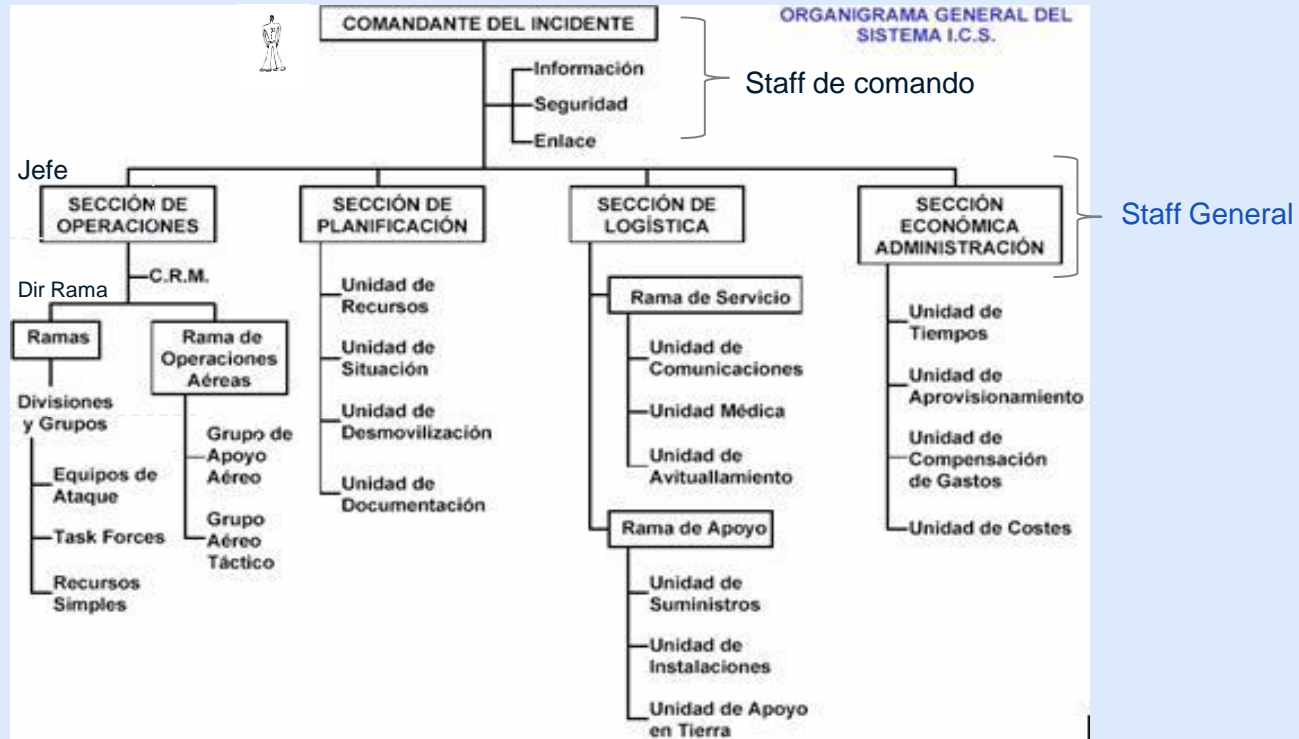 COMANDANTE DEL INCIDENTE
ORGANIGRAMA GENERAL DEL
SISTEMA I.C.S.
Información
Seguridad
Enlace
Staff de comando
Jefe
SECCIÓN DE
OPERACIONES
SECCIÓN DE
PLANIFICACIÓN
SECCIÓN DE
LOGÍSTICA
SECCIÓN
ECONÓMICA
ADMINISTRACIÓN
Staff General
C.R.M.
Dir Rama
Ramas
Rama de
Operaciones
Aéreas
Divisiones
y Grupos
Equipos de
Ataque
Task Forces
Recursos
Simples
Grupo de
Apoyo
Aéreo
Grupo
Aéreo
Táctico
Unidad de
Recursos
Unidad de
Situación
Unidad de
Desmovilización
Unidad de
Documentación
Rama de Servicio
Unidad de
Comunicaciones
Unidad Médica
Unidad de
Avituallamiento
Rama de Apoyo
Unidad de
Suministros
Unidad de
Instalaciones
Unidad de Apoyo
en Tierra
Unidad de
Tiempos
Unidad de
Aprovisionamiento
Unidad de
Compensación
de Gastos
Unidad de Costes